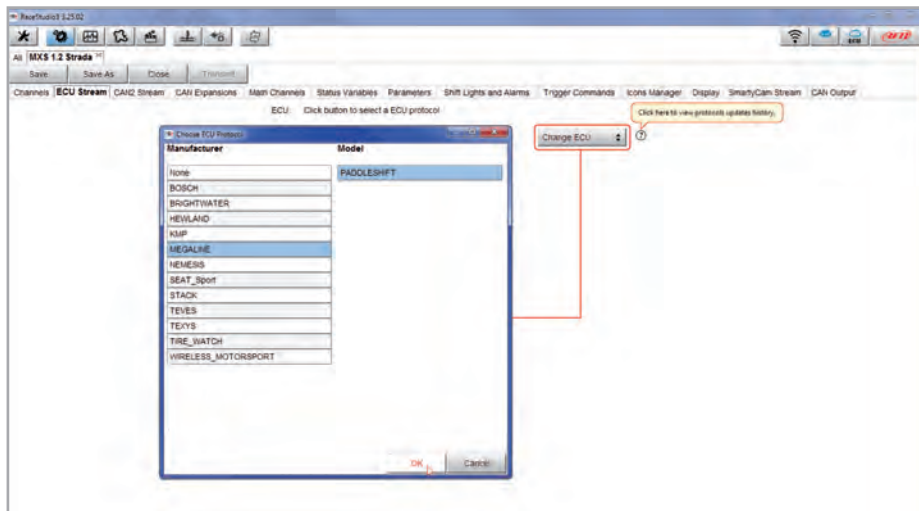 RaceStudio3 3.25.02
ECU
All MXS 1.2 Strada
Save Save As Close Transmit
Channels ECU Stream CAN2 Stream CAN Expansions Math Channels Status Variables Parameters Shift Lights and Alarms Trigger Commands Icons Manager Display SmartyCam Stream CAN Output
ECU: Click button to select a ECU protocol
Click here to view protocols updates history.
Change ECU
?
Choose ECU Protocol
Manufacturer Model
None PADDLESHIFT
BOSCH
BRIGHTWATER
HEWLAND
KMP
MEGALINE
NEMESIS
SEAT_Sport
STACK
TEVES
TEXYS
TIRE_WATCH
WIRELESS_MOTORSPORT
OK Cancel